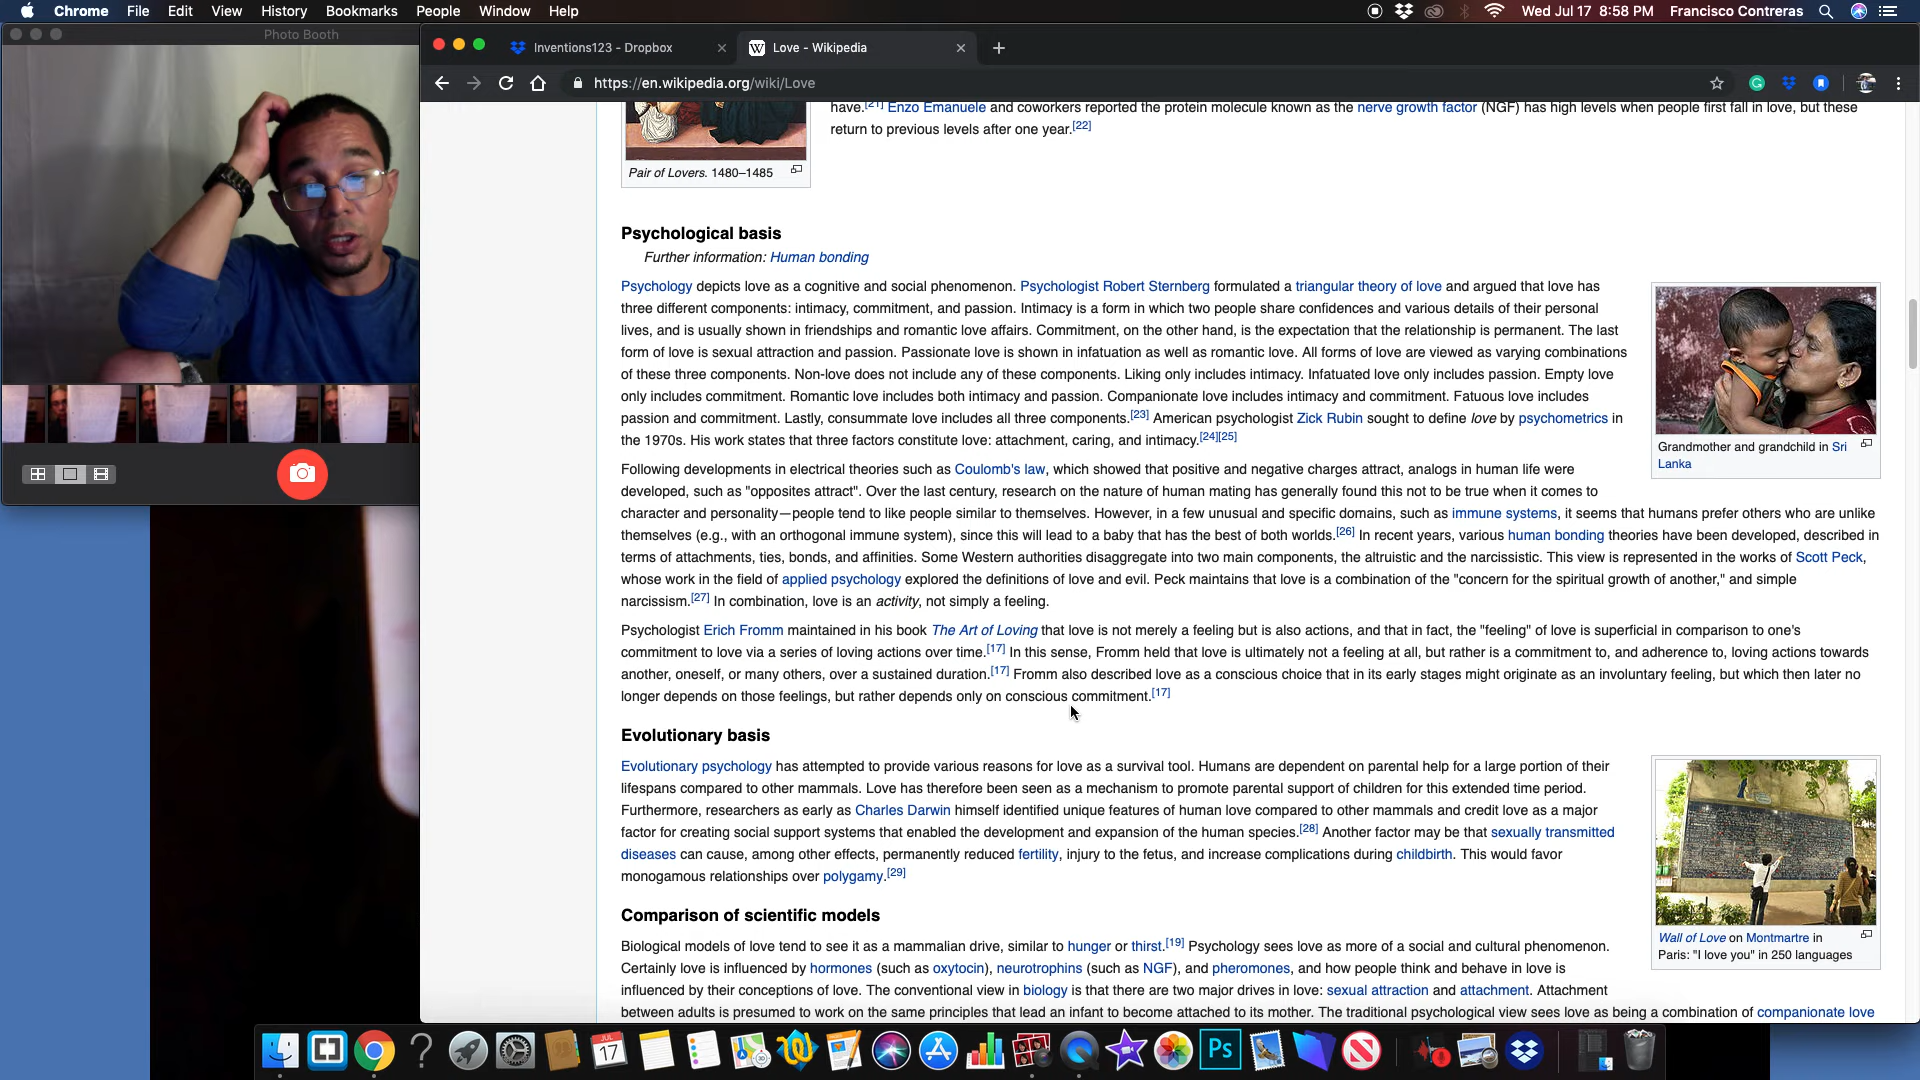 Chrome File Edit View History Bookmarks People Window Help
Wed Jul 17 8:58 PM Francisco Contreras
Photo Booth
Inventions123 - Dropbox
Love - Wikipedia
https://en.wikipedia.org/wiki/Love
have.[21] Enzo Emanuele and coworkers reported the protein molecule known as the nerve growth factor (NGF) has high levels when people first fall in love, but these
return to previous levels after one year.[22]
Pair of Lovers. 1480–1485
Psychological basis
Further information: Human bonding
Psychology depicts love as a cognitive and social phenomenon. Psychologist Robert Sternberg formulated a triangular theory of love and argued that love has
three different components: intimacy, commitment, and passion. Intimacy is a form in which two people share confidences and various details of their personal
lives, and is usually shown in friendships and romantic love affairs. Commitment, on the other hand, is the expectation that the relationship is permanent. The last
form of love is sexual attraction and passion. Passionate love is shown in infatuation as well as romantic love. All forms of love are viewed as varying combinations
of these three components. Non-love does not include any of these components. Liking only includes intimacy. Infatuated love only includes passion. Empty love
only includes commitment. Romantic love includes both intimacy and passion. Companionate love includes intimacy and commitment. Fatuous love includes
passion and commitment. Lastly, consummate love includes all three components.[23] American psychologist Zick Rubin sought to define love by psychometrics in
the 1970s. His work states that three factors constitute love: attachment, caring, and intimacy.[24][25]
Grandmother and grandchild in Sri
Lanka
Following developments in electrical theories such as Coulomb's law, which showed that positive and negative charges attract, analogs in human life were
developed, such as "opposites attract". Over the last century, research on the nature of human mating has generally found this not to be true when it comes to
character and personality—people tend to like people similar to themselves. However, in a few unusual and specific domains, such as immune systems, it seems that humans prefer others who are unlike
themselves (e.g., with an orthogonal immune system), since this will lead to a baby that has the best of both worlds.[26] In recent years, various human bonding theories have been developed, described in
terms of attachments, ties, bonds, and affinities. Some Western authorities disaggregate into two main components, the altruistic and the narcissistic. This view is represented in the works of Scott Peck,
whose work in the field of applied psychology explored the definitions of love and evil. Peck maintains that love is a combination of the "concern for the spiritual growth of another," and simple
narcissism.[27] In combination, love is an activity, not simply a feeling.
Psychologist Erich Fromm maintained in his book The Art of Loving that love is not merely a feeling but is also actions, and that in fact, the "feeling" of love is superficial in comparison to one's
commitment to love via a series of loving actions over time.[17] In this sense, Fromm held that love is ultimately not a feeling at all, but rather is a commitment to, and adherence to, loving actions towards
another, oneself, or many others, over a sustained duration.[17] Fromm also described love as a conscious choice that in its early stages might originate as an involuntary feeling, but which then later no
longer depends on those feelings, but rather depends only on conscious commitment.[17]
Evolutionary basis
Evolutionary psychology has attempted to provide various reasons for love as a survival tool. Humans are dependent on parental help for a large portion of their
lifespans compared to other mammals. Love has therefore been seen as a mechanism to promote parental support of children for this extended time period.
Furthermore, researchers as early as Charles Darwin himself identified unique features of human love compared to other mammals and credit love as a major
factor for creating social support systems that enabled the development and expansion of the human species.[28] Another factor may be that sexually transmitted
diseases can cause, among other effects, permanently reduced fertility, injury to the fetus, and increase complications during childbirth. This would favor
monogamous relationships over polygamy.[29]
Comparison of scientific models
Wall of Love on Montmartre in
Paris: "I love you" in 250 languages
Biological models of love tend to see it as a mammalian drive, similar to hunger or thirst.[19] Psychology sees love as more of a social and cultural phenomenon.
Certainly love is influenced by hormones (such as oxytocin), neurotrophins (such as NGF), and pheromones, and how people think and behave in love is
influenced by their conceptions of love. The conventional view in biology is that there are two major drives in love: sexual attraction and attachment. Attachment
between adults is presumed to work on the same principles that lead an infant to become attached to its mother. The traditional psychological view sees love as being a combination of companionate love
JUL
17
Ps